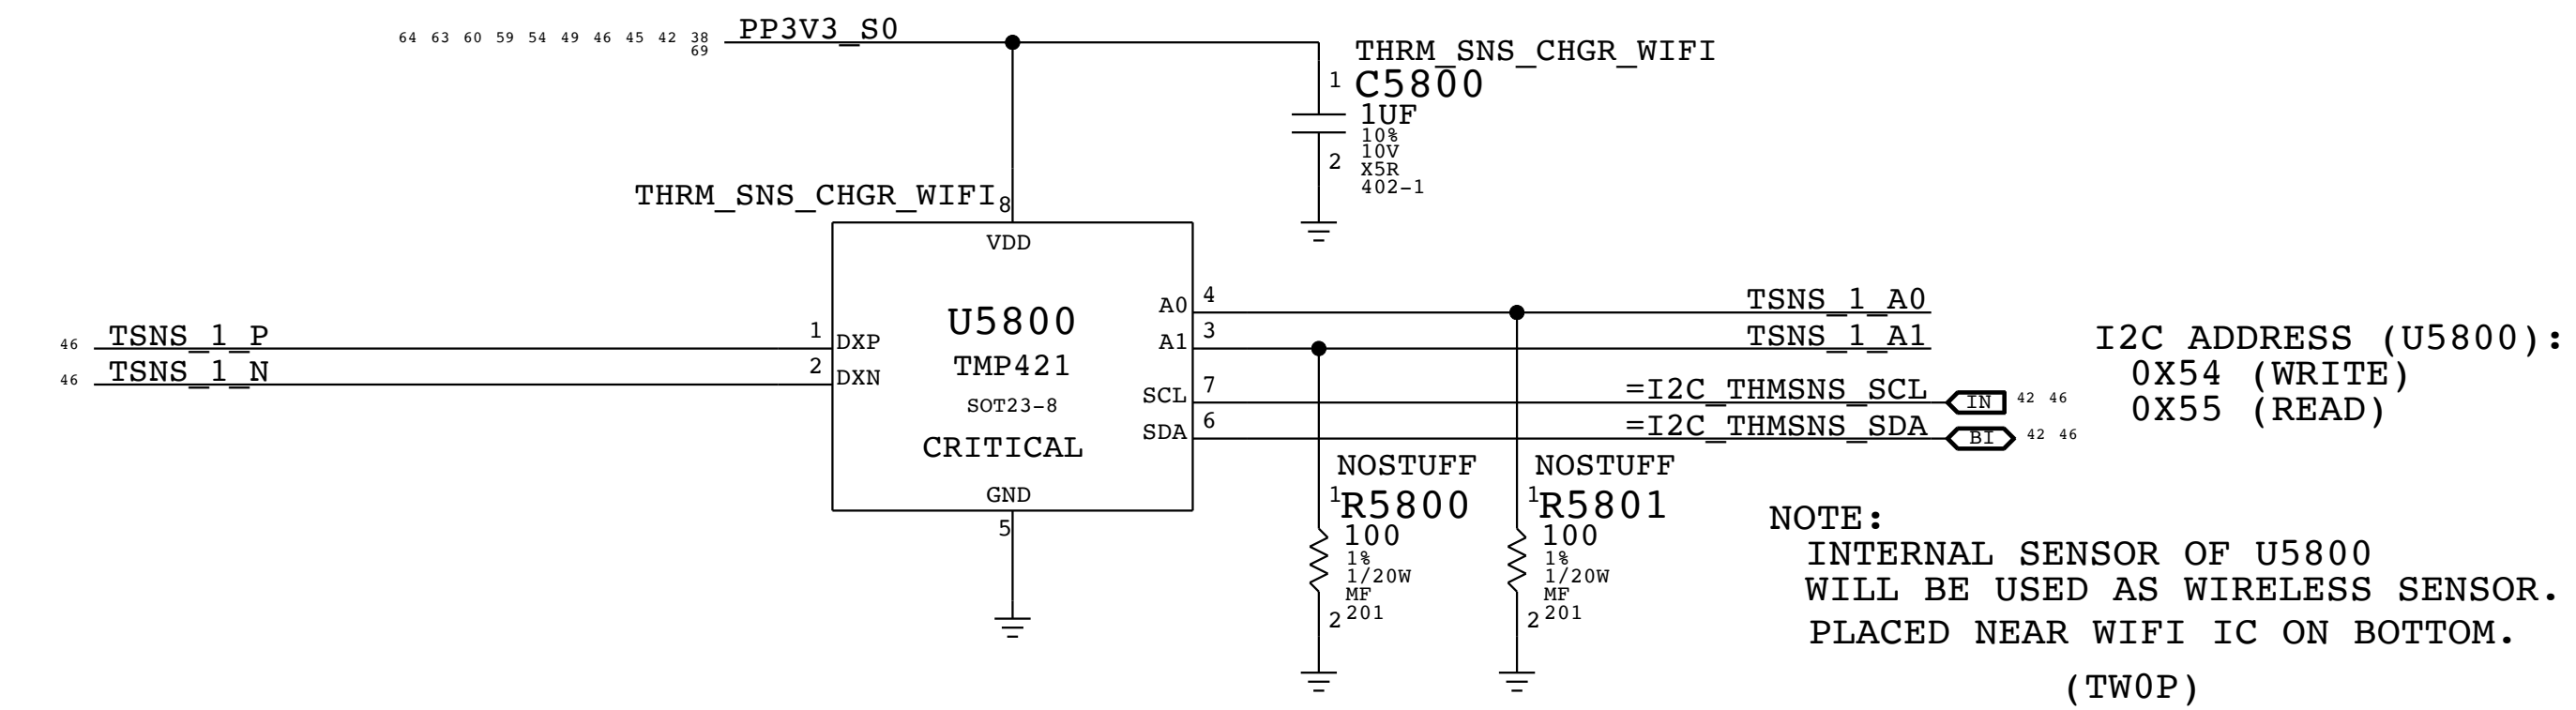 64 63 60 59 54 49 46 45 42 38
69
PP3V3_S0
THRM_SNS_CHGR_WIFI
1
C5800
1UF
10%
10V
X5R
402-1
2
THRM_SNS_CHGR_WIFI
8
VDD
U5800
TMP421
SOT23-8
CRITICAL
GND
5
46 TSNS_1_P
1 DXP
46 TSNS_1_N
2 DXN
A0 4
TSNS_1_A0
A1 3
TSNS_1_A1
SCL 7
=I2C_THMSNS_SCL IN 42 46
SDA 6
=I2C_THMSNS_SDA BI 42 46
I2C ADDRESS (U5800):
0X54 (WRITE)
0X55 (READ)
NOSTUFF
1
R5800
100
1%
1/20W
MF
201
2
NOSTUFF
1
R5801
100
1%
1/20W
MF
201
2
NOTE:
INTERNAL SENSOR OF U5800
WILL BE USED AS WIRELESS SENSOR.
PLACED NEAR WIFI IC ON BOTTOM.
(TW0P)